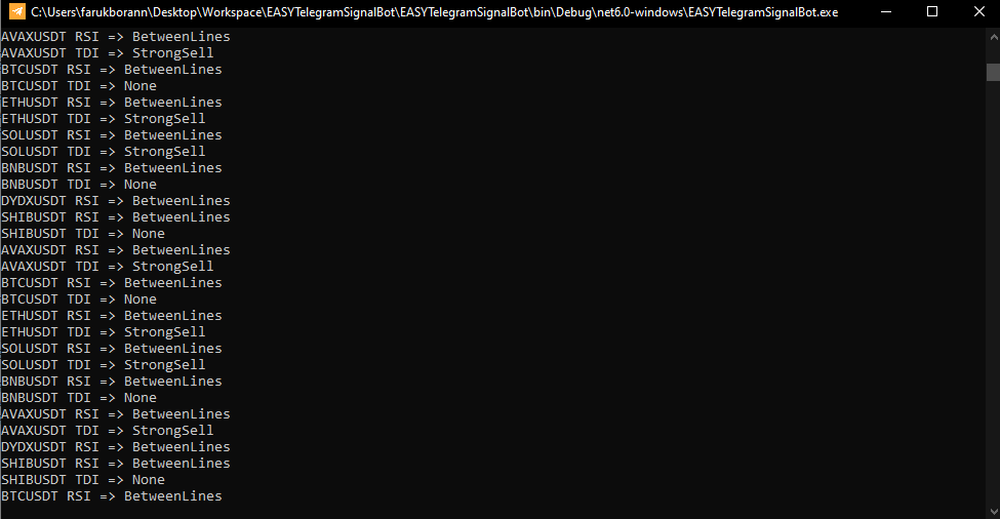 C:\Users\farukborann\Desktop\Workspace\EASYTelegramSignalBot\EASYTelegramSignalBot\bin\Debug\net6.0-windows\EASYTelegramSignalBot.exe
AVAXUSDT RSI => BetweenLines
AVAXUSDT TDI => StrongSell
BTCUSDT RSI => BetweenLines
BTCUSDT TDI => None
ETHUSDT RSI => BetweenLines
ETHUSDT TDI => StrongSell
SOLUSDT RSI => BetweenLines
SOLUSDT TDI => StrongSell
BNBUSDT RSI => BetweenLines
BNBUSDT TDI => None
DYDXUSDT RSI => BetweenLines
SHIBUSDT RSI => BetweenLines
SHIBUSDT TDI => None
AVAXUSDT RSI => BetweenLines
AVAXUSDT TDI => StrongSell
BTCUSDT RSI => BetweenLines
BTCUSDT TDI => None
ETHUSDT RSI => BetweenLines
ETHUSDT TDI => StrongSell
SOLUSDT RSI => BetweenLines
SOLUSDT TDI => StrongSell
BNBUSDT RSI => BetweenLines
BNBUSDT TDI => None
AVAXUSDT RSI => BetweenLines
AVAXUSDT TDI => StrongSell
DYDXUSDT RSI => BetweenLines
SHIBUSDT RSI => BetweenLines
SHIBUSDT TDI => None
BTCUSDT RSI => BetweenLines